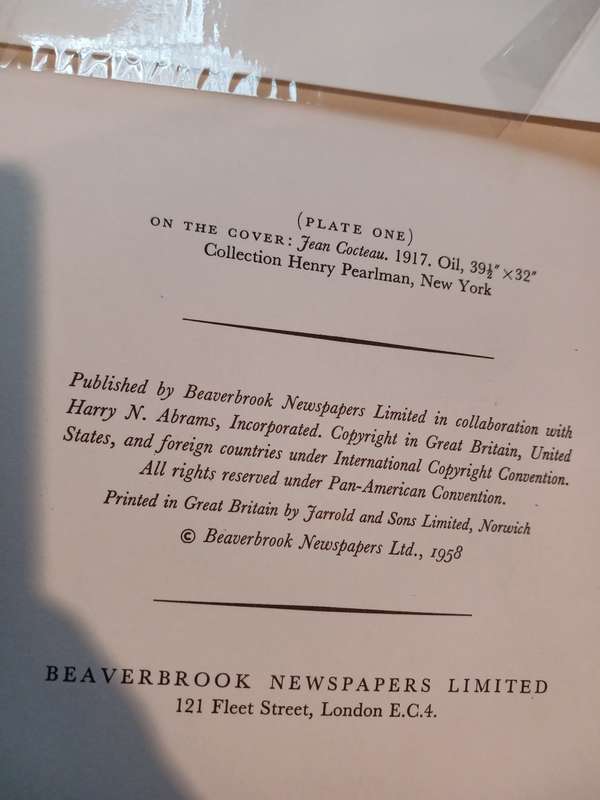 (PLATE ONE)
ON THE COVER: Jean Cocteau. 1917. Oil, 39½″ × 32″
Collection Henry Pearlman, New York
Published by Beaverbrook Newspapers Limited in collaboration with
Harry N. Abrams, Incorporated. Copyright in Great Britain, United
States, and foreign countries under International Copyright Convention.
All rights reserved under Pan-American Convention.
Printed in Great Britain by Jarrold and Sons Limited, Norwich
© Beaverbrook Newspapers Ltd., 1958
BEAVERBROOK NEWSPAPERS LIMITED
121 Fleet Street, London E.C.4.